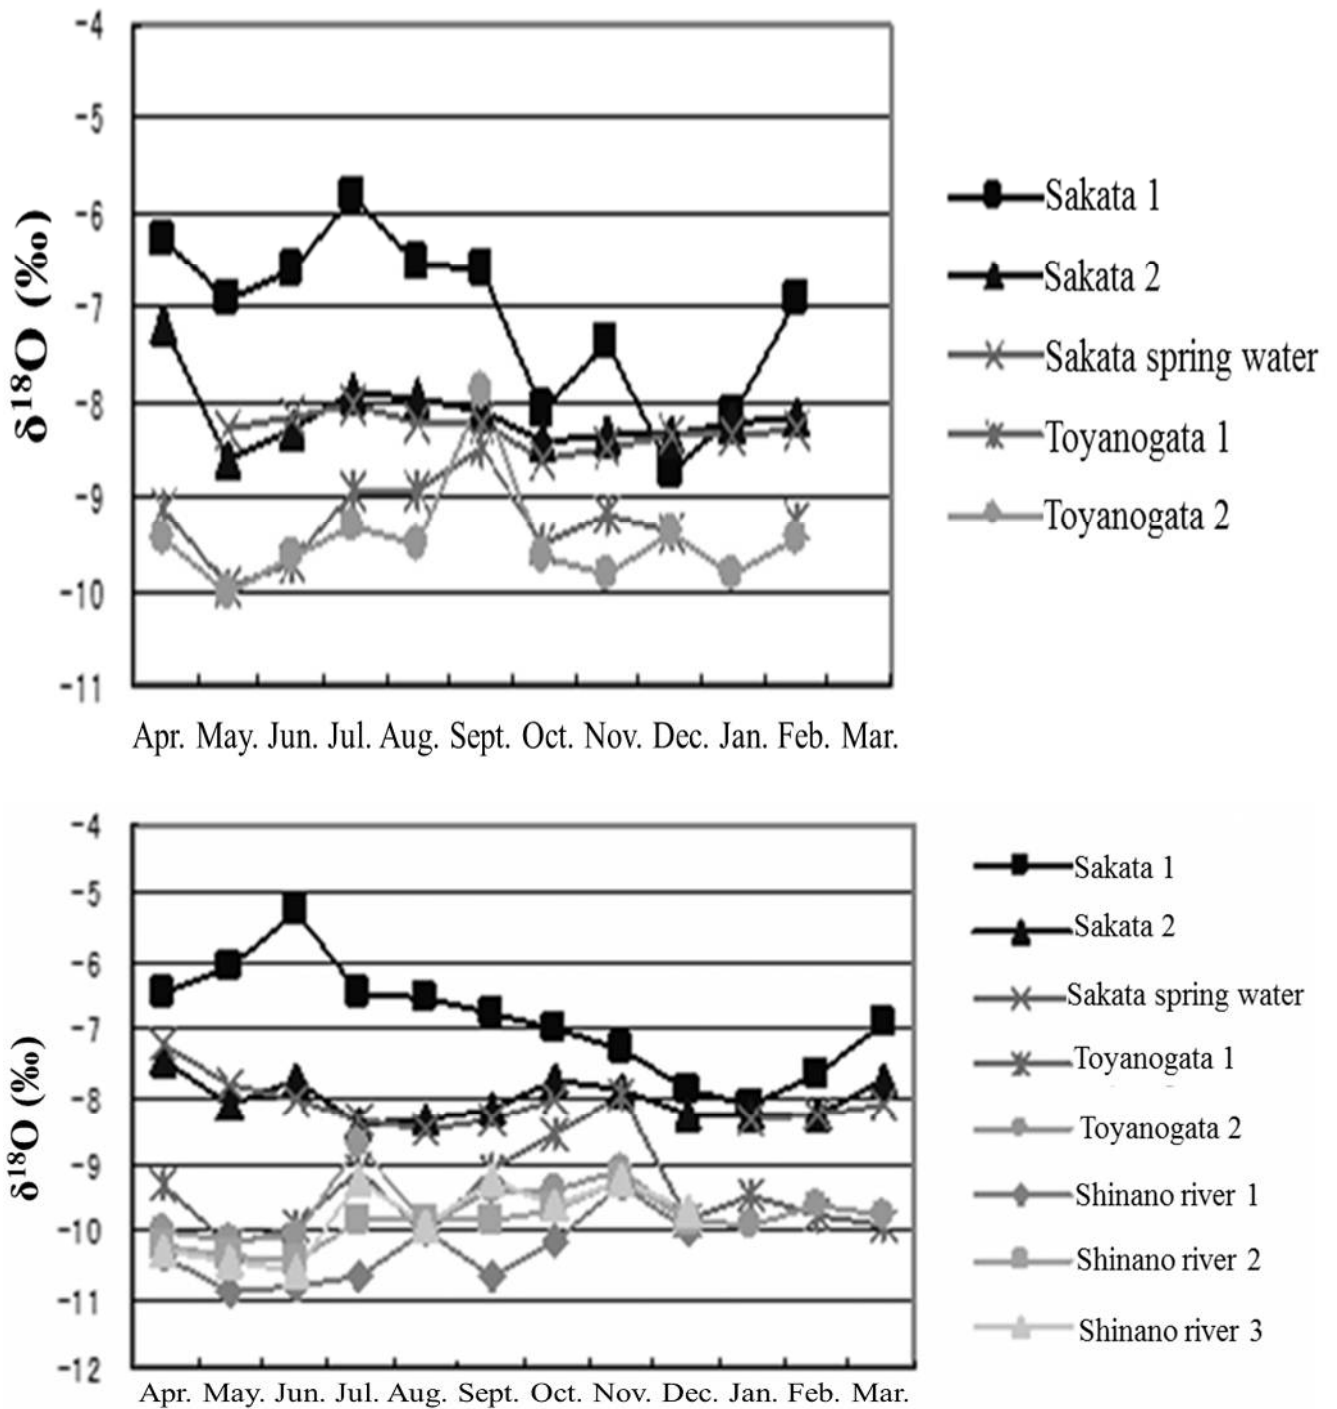 -4
-5
-6
-7
-8
-9
-10
-11
δ¹⁸O (‰)
Apr. May. Jun. Jul. Aug. Sept. Oct. Nov. Dec. Jan. Feb. Mar.
Sakata 1
Sakata 2
Sakata spring water
Toyanogata 1
Toyanogata 2
-4
-5
-6
-7
-8
-9
-10
-11
-12
δ¹⁸O (‰)
Apr. May. Jun. Jul. Aug. Sept. Oct. Nov. Dec. Jan. Feb. Mar.
Sakata 1
Sakata 2
Sakata spring water
Toyanogata 1
Toyanogata 2
Shinano river 1
Shinano river 2
Shinano river 3